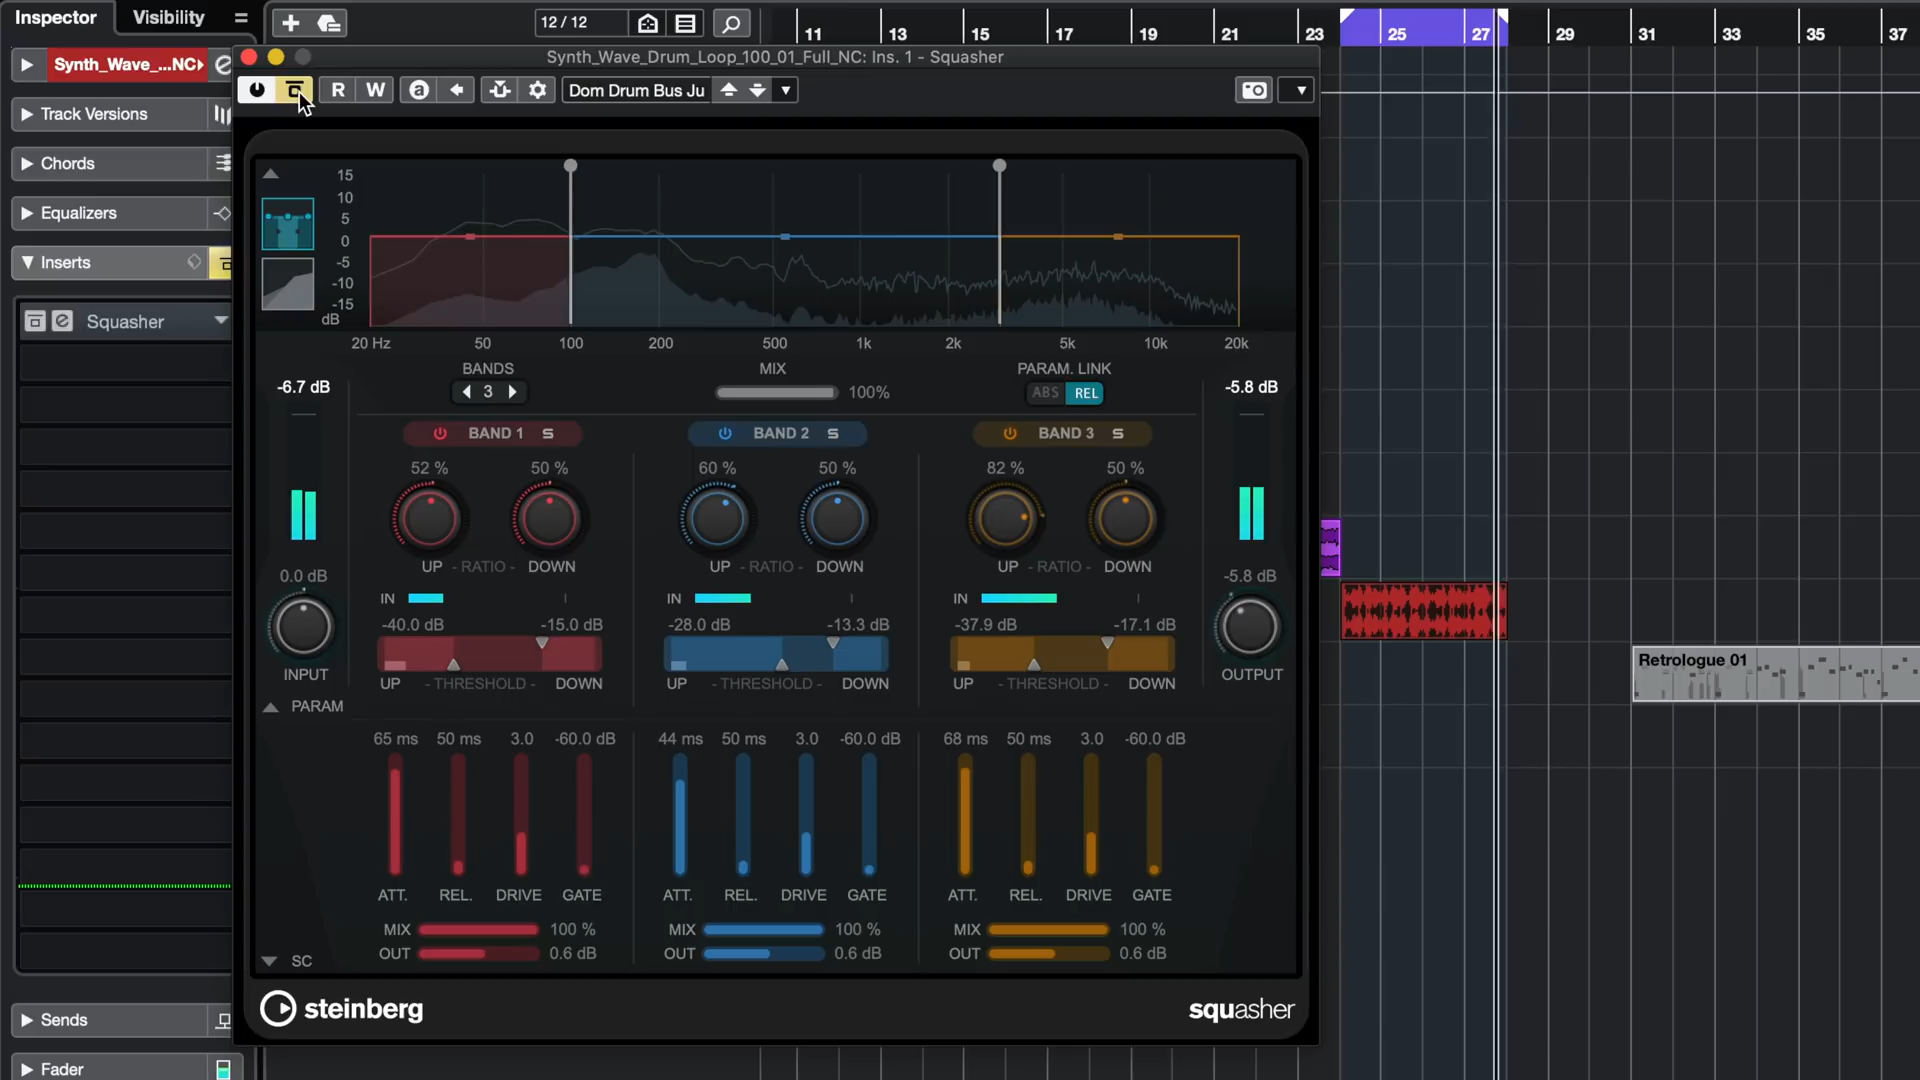 Inspector Visibility
12 / 12
11 13 15 17 19 21 23 25 27 29 31 33 35 37
Synth_Wave_...NC
Synth_Wave_Drum_Loop_100_01_Full_NC: Ins. 1 - Squasher
R W a Dom Drum Bus Ju
Track Versions
Chords
Equalizers
Inserts
Squasher
Sends
Fader
15
10
5
0
-5
-10
-15
dB
20 Hz 50 100 200 500 1k 2k 5k 10k 20k
BANDS MIX PARAM. LINK
-6.7 dB 3 100% ABS REL -5.8 dB
BAND 1 S BAND 2 S BAND 3 S
52 % 50 % 60 % 50 % 82 % 50 %
UP - RATIO - DOWN UP - RATIO - DOWN UP - RATIO - DOWN
0.0 dB -5.8 dB
IN IN IN
-40.0 dB -15.0 dB -28.0 dB -13.3 dB -37.9 dB -17.1 dB
INPUT OUTPUT
UP - THRESHOLD - DOWN UP - THRESHOLD - DOWN UP - THRESHOLD - DOWN
PARAM
65 ms 50 ms 3.0 -60.0 dB 44 ms 50 ms 3.0 -60.0 dB 68 ms 50 ms 3.0 -60.0 dB
ATT. REL. DRIVE GATE ATT. REL. DRIVE GATE ATT. REL. DRIVE GATE
MIX 100 % MIX 100 % MIX 100 %
OUT 0.6 dB OUT 0.6 dB OUT 0.6 dB
SC
steinberg squasher
Retrologue 01